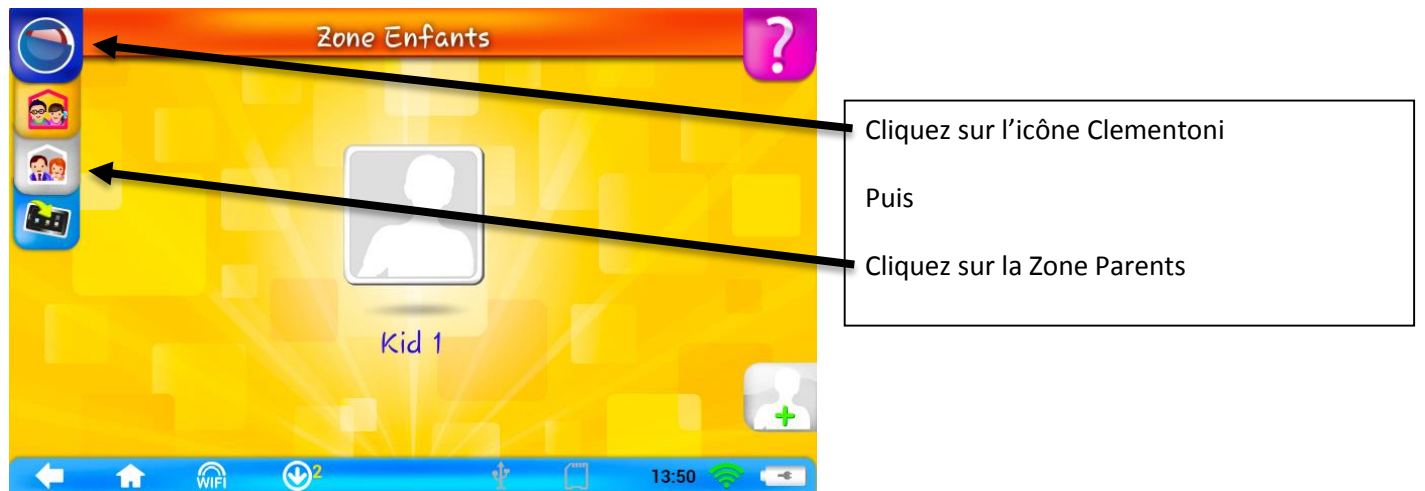 Zone Enfants
?
Cliquez sur l’icône Clementoni
Puis
Cliquez sur la Zone Parents
Kid 1
WiFi
2
13:50